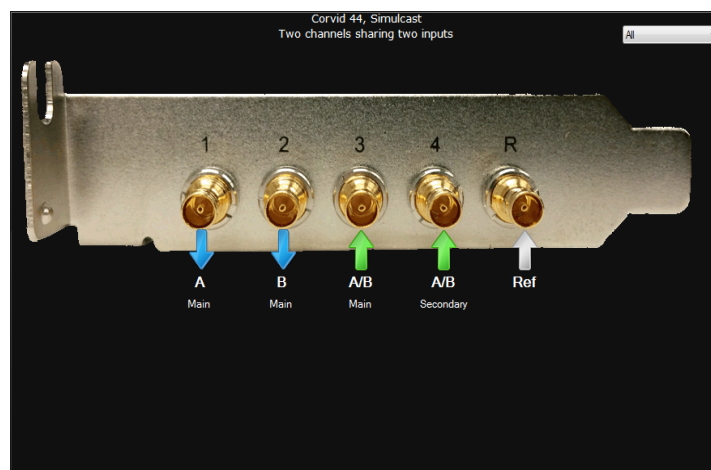 Corvid 44, Simulcast
Two channels sharing two inputs
All
1 2 3 4 R
A B A/B A/B Ref
Main Main Main Secondary